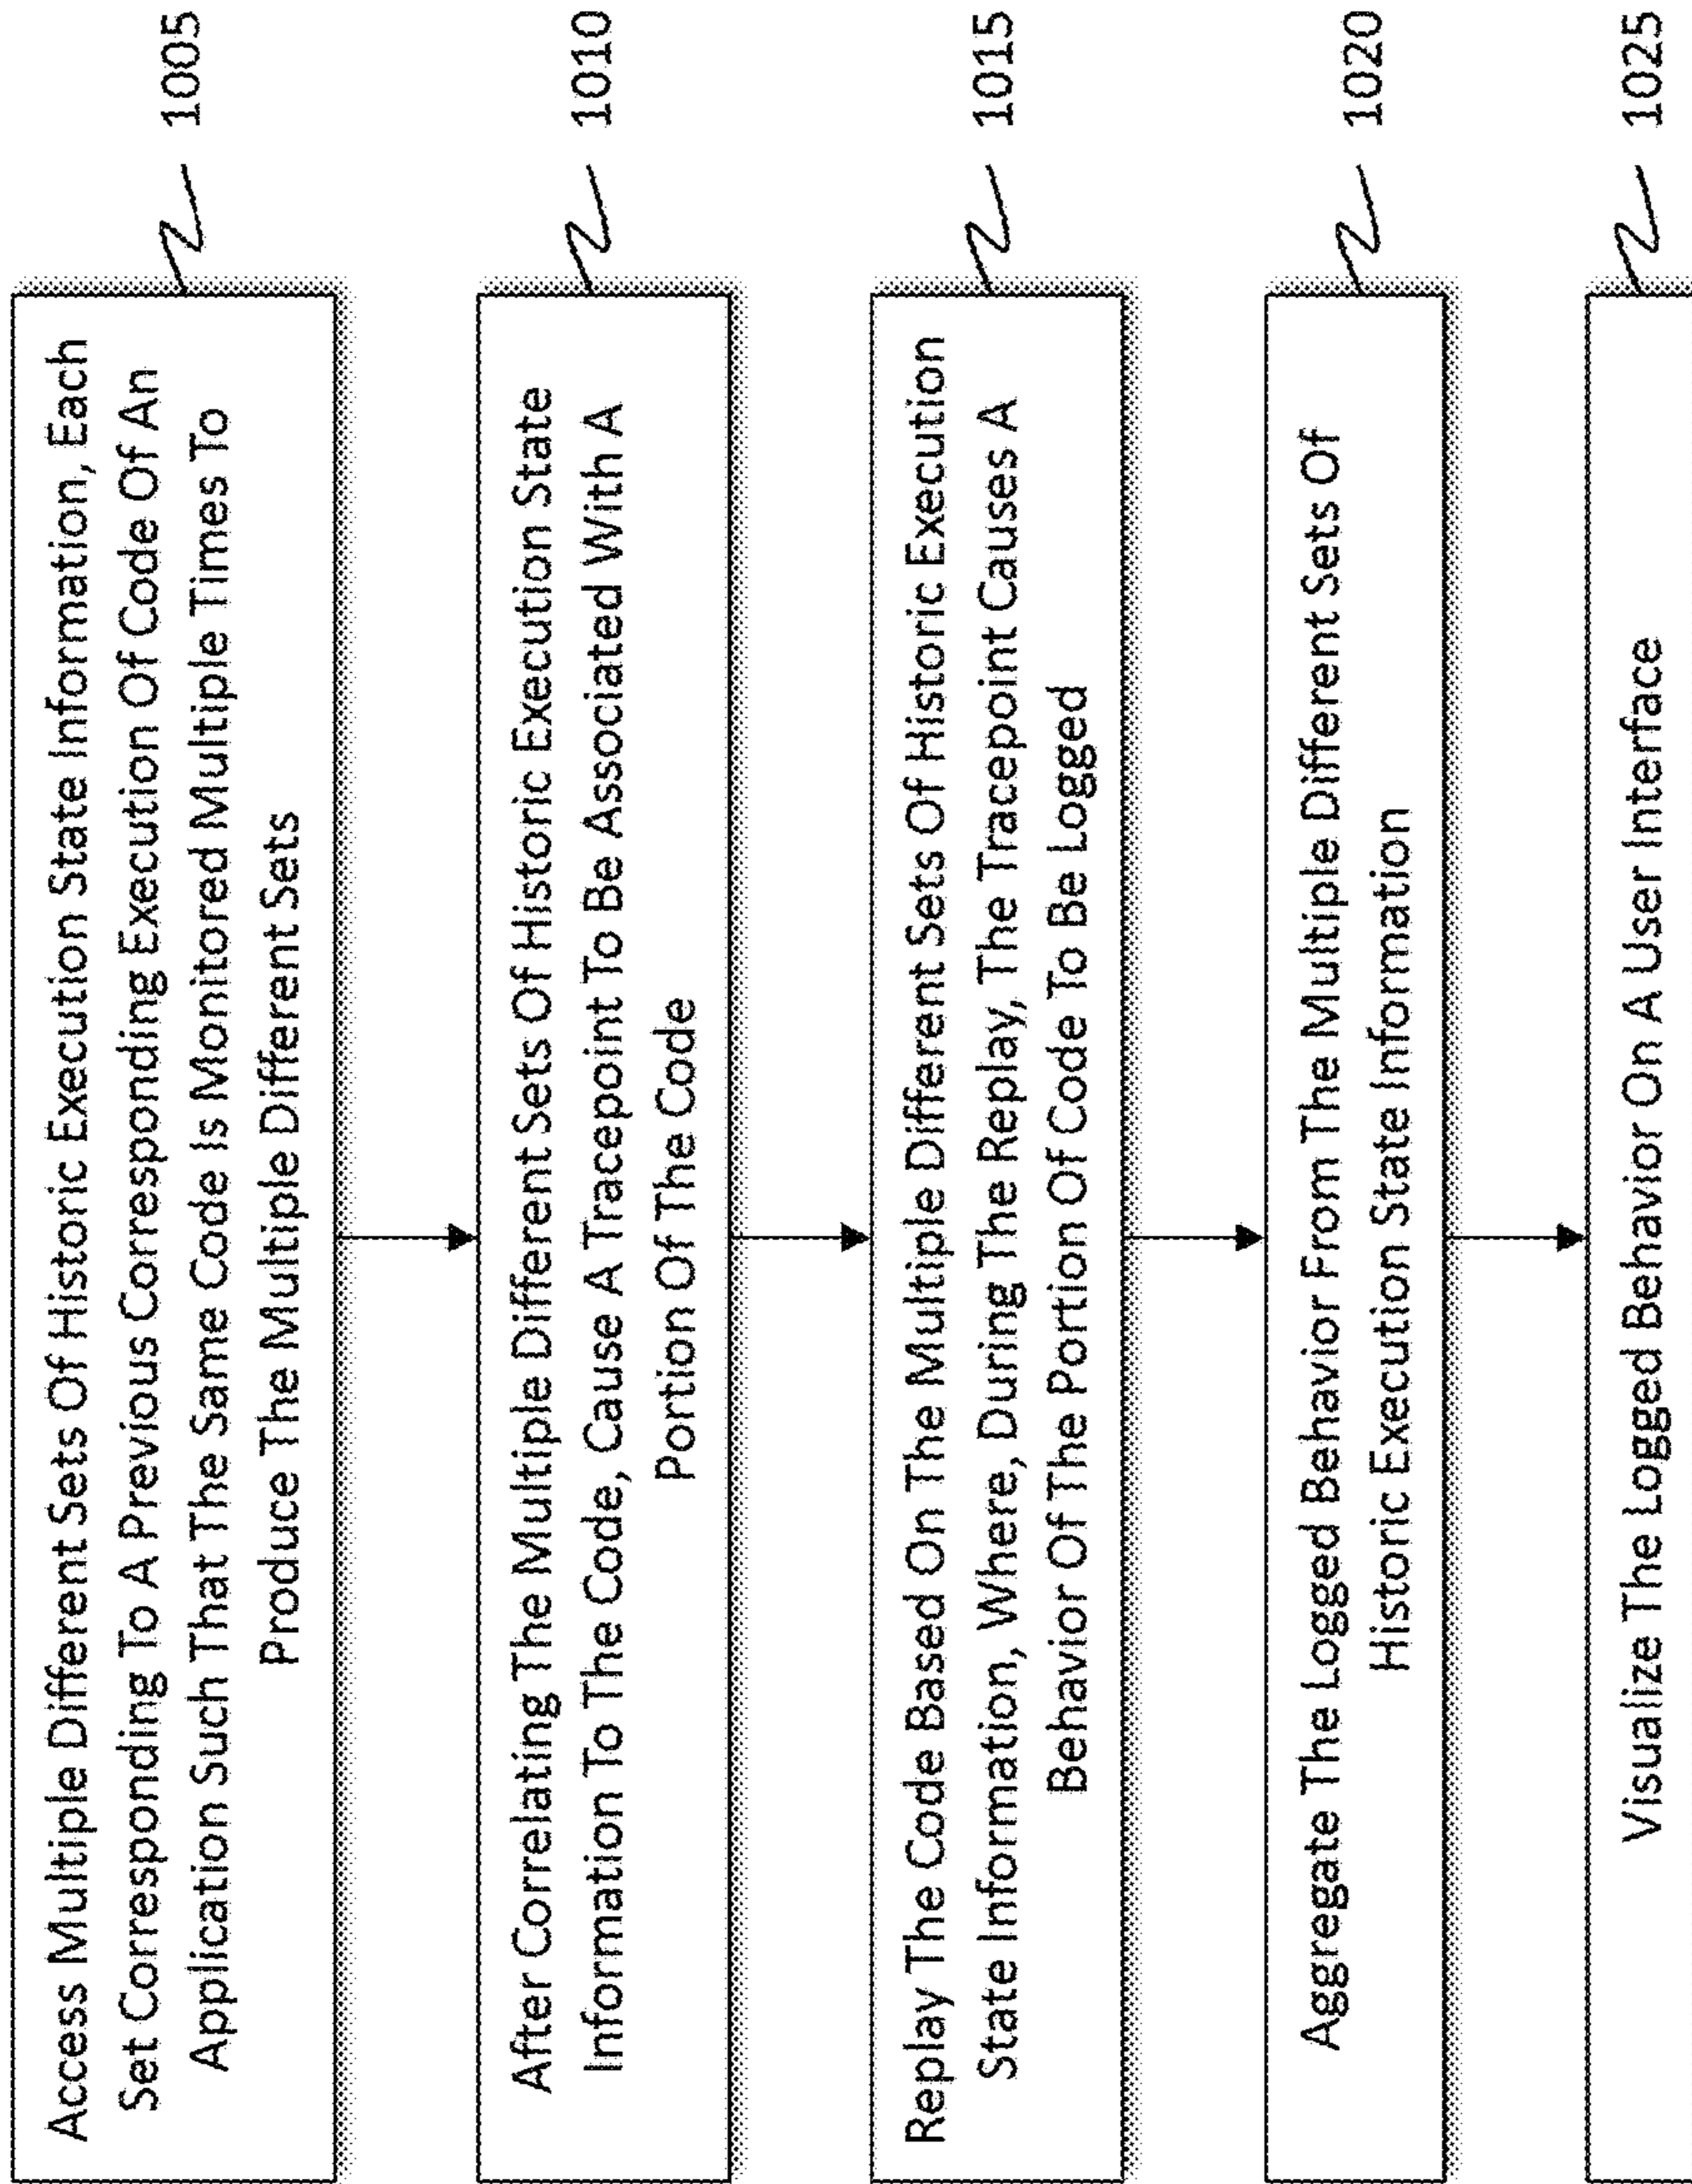 Access Multiple Different Sets Of Historic Execution State Information, Each
Set Corresponding To A Previous Corresponding Execution Of Code Of An
Application Such That The Same Code Is Monitored Multiple Times To
Produce The Multiple Different Sets
1005
After Correlating The Multiple Different Sets Of Historic Execution State
Information To The Code, Cause A Tracepoint To Be Associated With A
Portion Of The Code
1010
Replay The Code Based On The Multiple Different Sets Of Historic Execution
State Information, Where, During The Replay, The Tracepoint Causes A
Behavior Of The Portion Of Code To Be Logged
1015
Aggregate The Logged Behavior From The Multiple Different Sets Of
Historic Execution State Information
1020
Visualize The Logged Behavior On A User Interface
1025